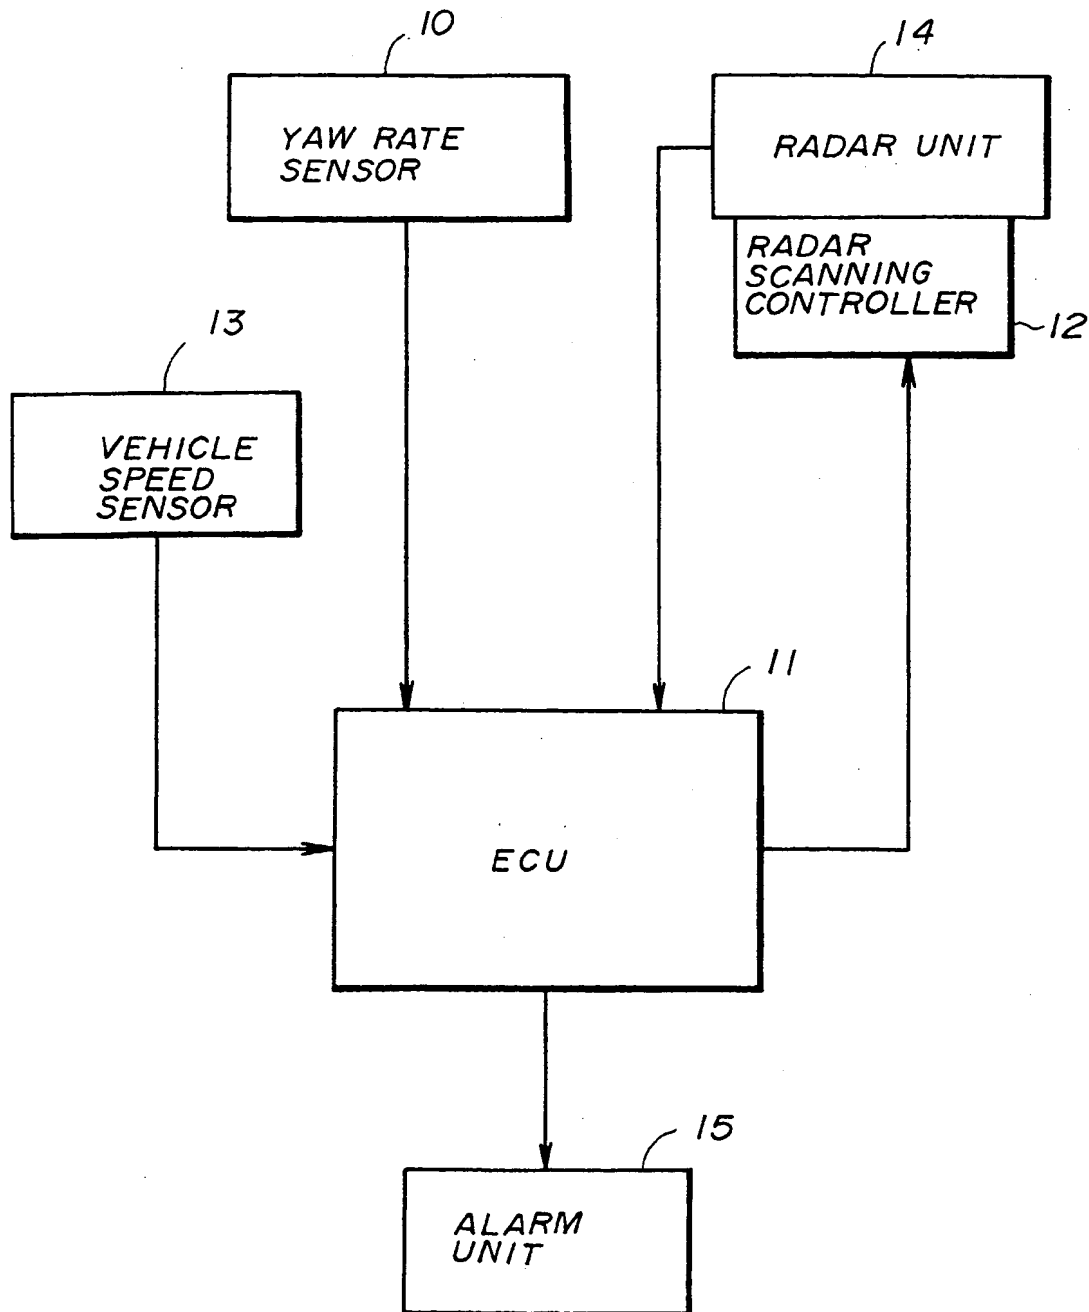 10
14
YAW RATE
SENSOR
RADAR UNIT
RADAR
SCANNING
CONTROLLER
12
13
VEHICLE
SPEED
SENSOR
11
ECU
15
ALARM
UNIT